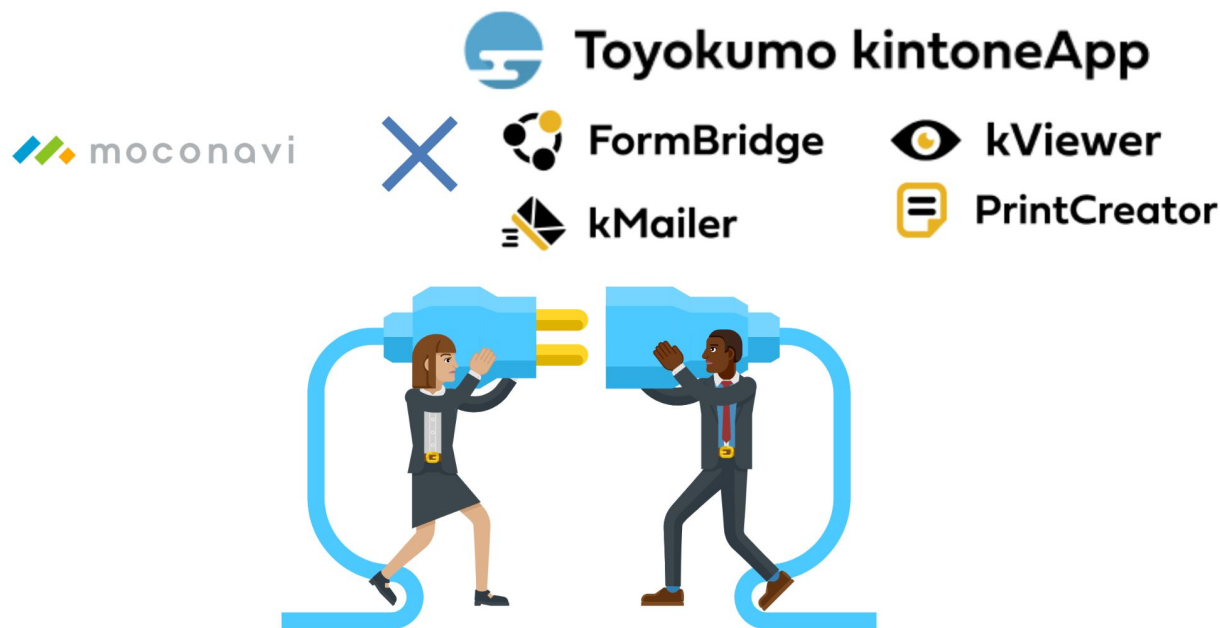 Toyokumo kintoneApp
moconavi
FormBridge
kViewer
kMailer
PrintCreator